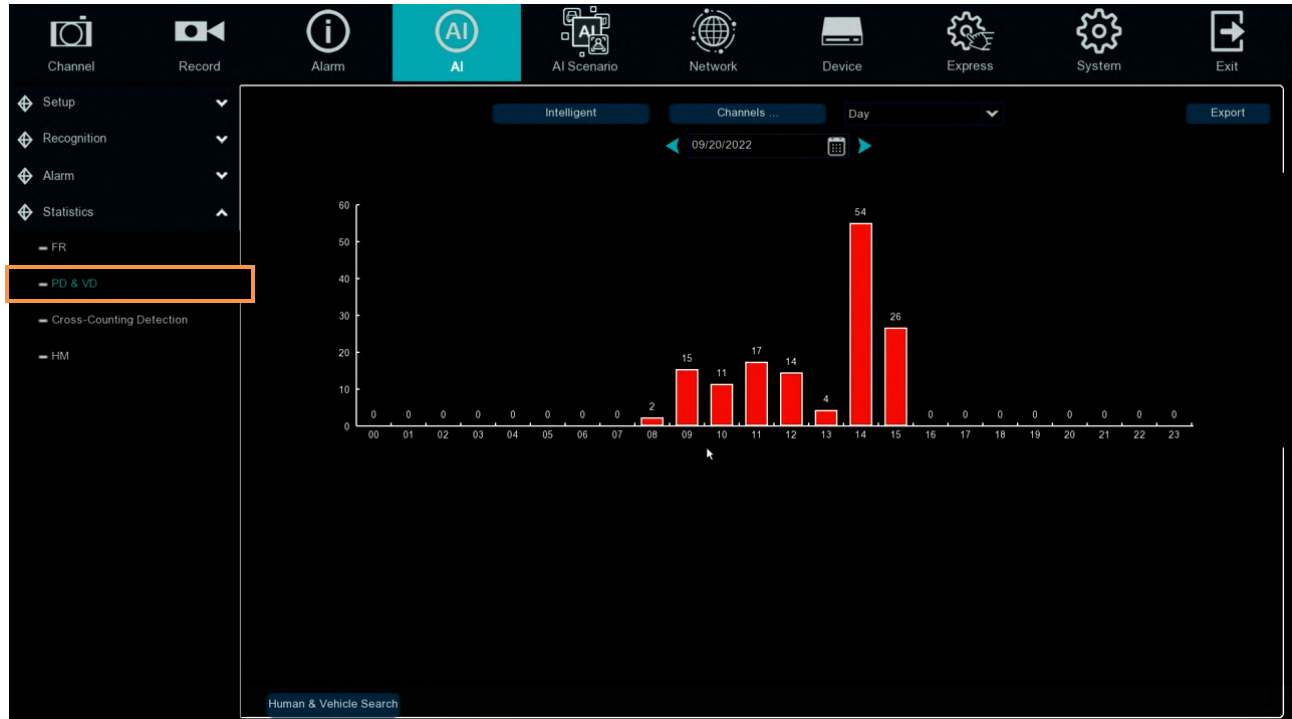 Channel Record Alarm AI AI Scenario Network Device Express System Exit
Setup
Recognition
Alarm
Statistics
FR
PD & VD
Cross-Counting Detection
HM
Intelligent Channels ... Day Export
09/20/2022
60
50
40
30
20
10
0
0 0 0 0 0 0 0 0 2 15 11 17 14 4 54 26 0 0 0 0 0 0 0 0
00 01 02 03 04 05 06 07 08 09 10 11 12 13 14 15 16 17 18 19 20 21 22 23
Human & Vehicle Search